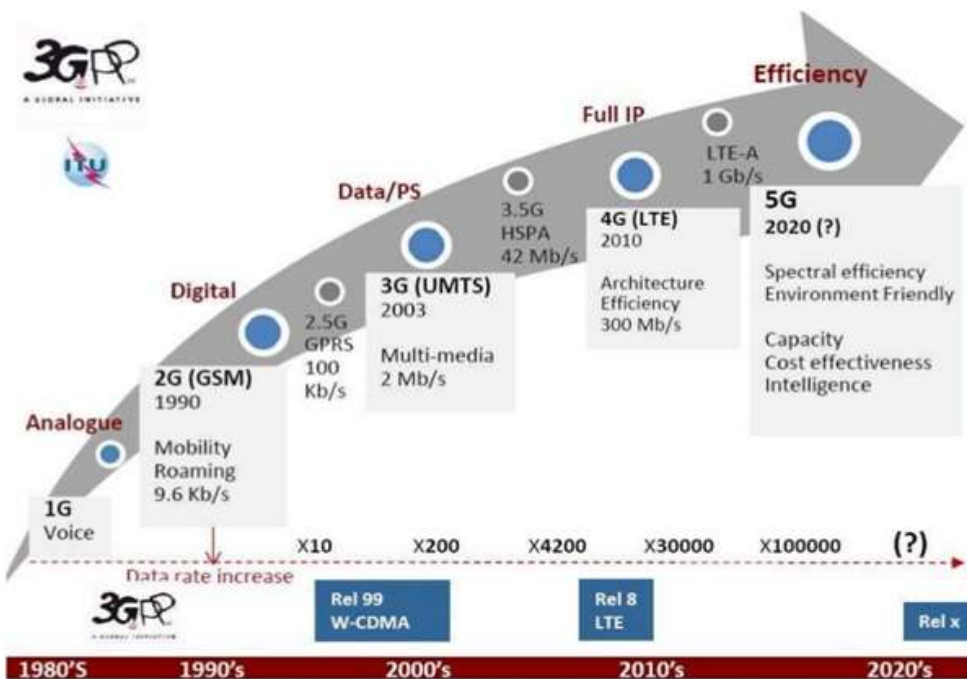 3GPP
A GLOBAL INITIATIVE
ITU
Efficiency
Full IP
LTE-A
1 Gb/s
Data/PS
3.5G
HSPA
42 Mb/s
4G (LTE)
2010
Architecture
Efficiency
300 Mb/s
5G
2020 (?)
Spectral efficiency
Environment Friendly
Capacity
Cost effectiveness
Intelligence
Digital
2.5G
GPRS
100
Kb/s
3G (UMTS)
2003
Multi-media
2 Mb/s
2G (GSM)
1990
Mobility
Roaming
9.6 Kb/s
Analogue
1G
Voice
X10 X200 X4200 X30000 X100000 (?)
Data rate increase
3GPP
A GLOBAL INITIATIVE
Rel 99
W-CDMA
Rel 8
LTE
Rel x
1980'S 1990's 2000's 2010's 2020's